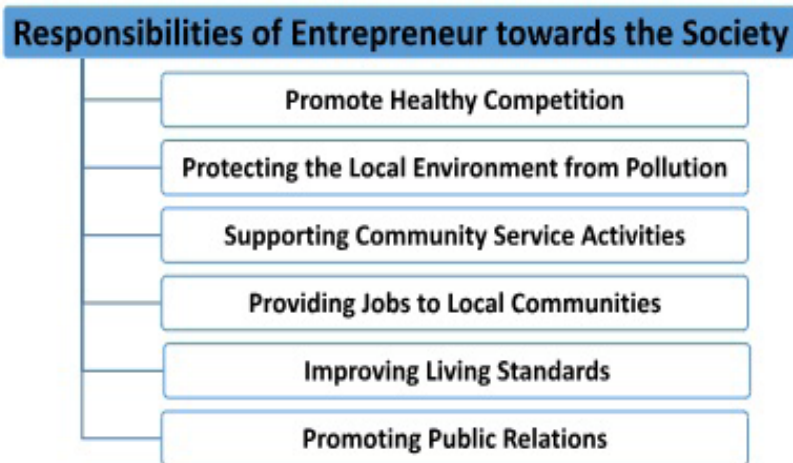 Responsibilities of Entrepreneur towards the Society
Promote Healthy Competition
Protecting the Local Environment from Pollution
Supporting Community Service Activities
Providing Jobs to Local Communities
Improving Living Standards
Promoting Public Relations